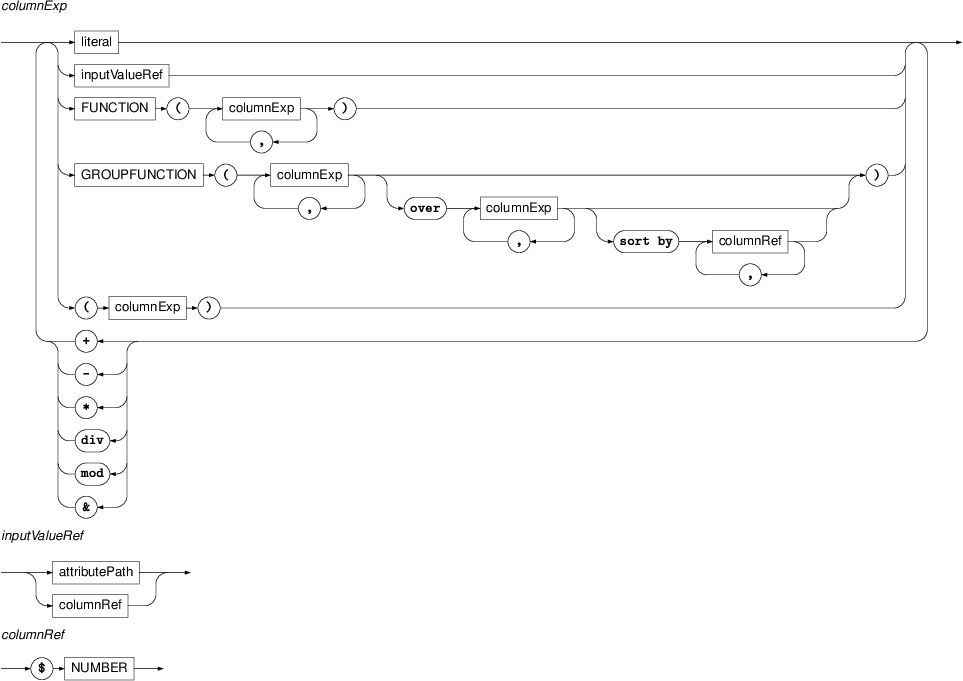 columnExp
literal
inputValueRef
FUNCTION ( columnExp )
,
GROUPFUNCTION ( columnExp )
, over columnExp
, sort by columnRef
,
( columnExp )
+
-
*
div
mod
&
inputValueRef
attributePath
columnRef
columnRef
$ NUMBER